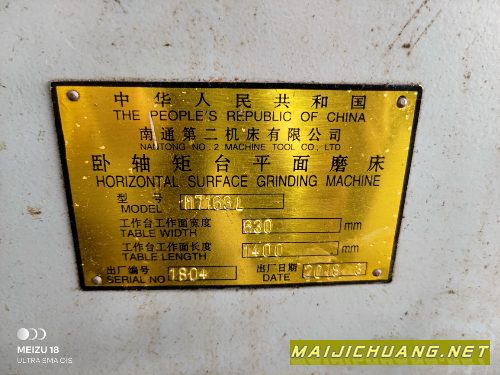 中华人民共和国
THE PEOPLE'S REPUBLIC OF CHINA
南通第二机床有限公司
NANTONG NO.2 MACHINE TOOL CO., LTD
卧轴矩台平面磨床
HORIZONTAL SURFACE GRINDING MACHINE
型号
MODEL
工作台工作面宽度 630 mm
TABLE WIDTH
工作台工作面长度 1400 mm
TABLE LENGTH
出厂编号 1804 出厂日期
SERIAL NO DATE
MEIZU 18
ULTRA SMA CIS
MAIJICHUANG.NET